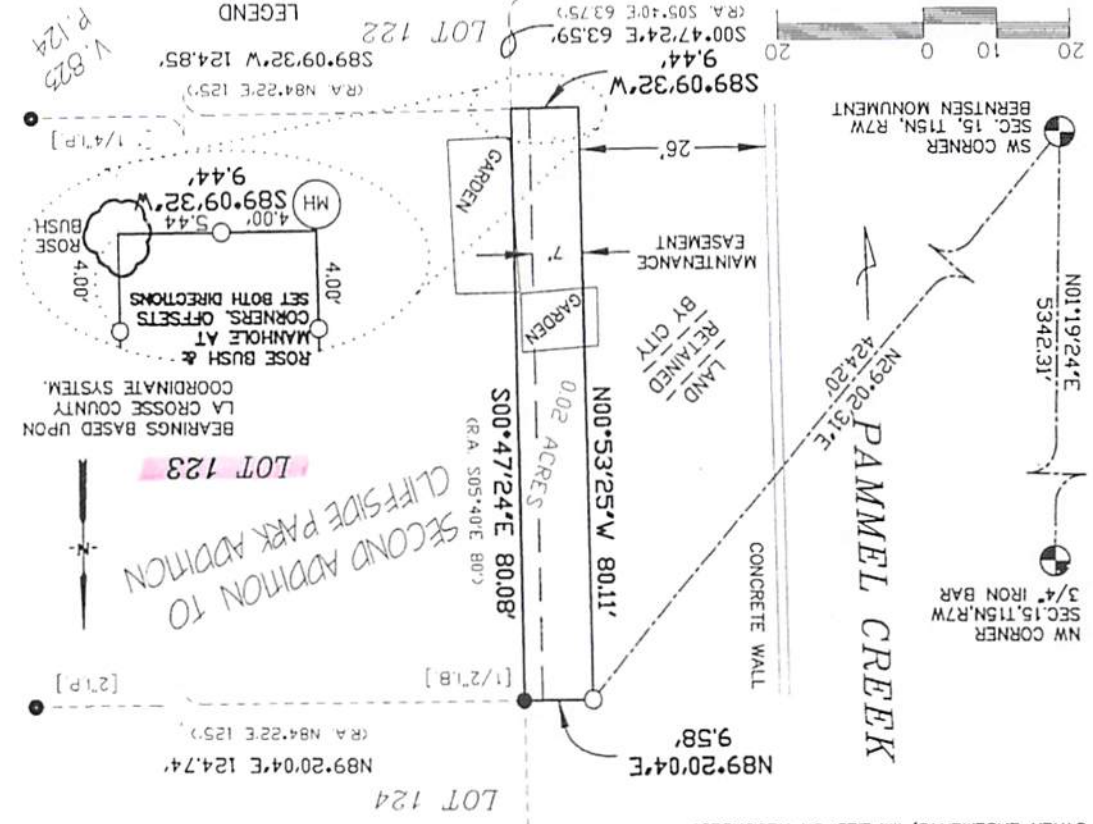 LOT 124
N89°20'04"E 124.74'
(R.A. N84°22'E 125')
N89°20'04"E
9.58'
[2"I.P.]
[1/2"I.B.]
NW CORNER
SEC.15,T15N,R7W
3/4" IRON BAR
PAMMEL CREEK
CONCRETE WALL
SECOND ADDITION TO
CLIFFSIDE PARK ADDITION
-N-
LOT 123
N00°53'25"W 80.11'
S00°47'24"E 80.08'
(R.A. S05°40'E 80')
0.02 ACRES
N29°02'31"E
424.20'
N01°19'24"E
5342.31'
BEARINGS BASED UPON
LA CROSSE COUNTY
COORDINATE SYSTEM.
LAND
RETAINED
BY CITY
GARDEN
ROSE BUSH &
MANHOLE AT
CORNERS. OFFSETS
SET BOTH DIRECTIONS
4.00'
4.00'
MAINTENANCE
EASEMENT
7'
ROSE
BUSH
4.00'
5.44
MH
S89°09'32"W
9.44'
GARDEN
26'
[1/4"I.P.]
SW CORNER
SEC. 15, T15N, R7W
BERNTSEN MONUMENT
S89°09'32"W
9.44'
(R.A. N84°22'E 125')
S89°09'32"W 124.85'
S00°47'24"E 63.59'
(R.A. S05°40'E 63.75')
LOT 122
20
10
0
20
V. 823
P. 124
LEGEND